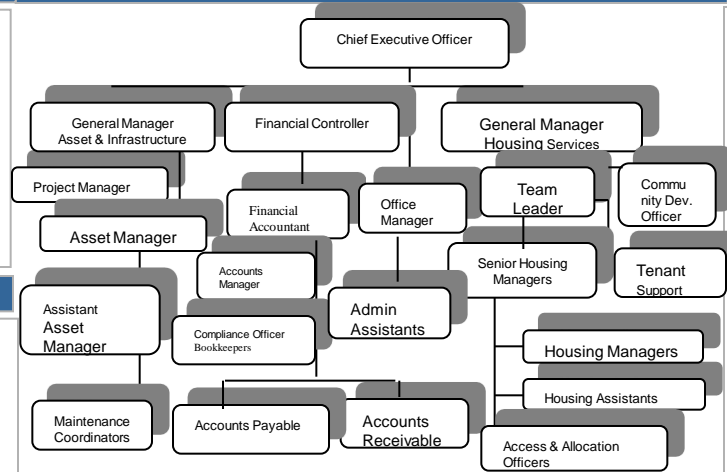 Chief Executive Officer
General Manager
Asset & Infrastructure
Financial Controller
General Manager
Housing Services
Project Manager
Financial
Accountant
Office
Manager
Team
Leader
Commu
nity Dev.
Officer
Asset Manager
Accounts
Manager
Senior Housing
Managers
Tenant
Support
Assistant
Asset
Manager
Compliance Officer
Bookkeepers
Admin
Assistants
Housing Managers
Housing Assistants
Maintenance
Coordinators
Accounts Payable
Accounts
Receivable
Access & Allocation
Officers